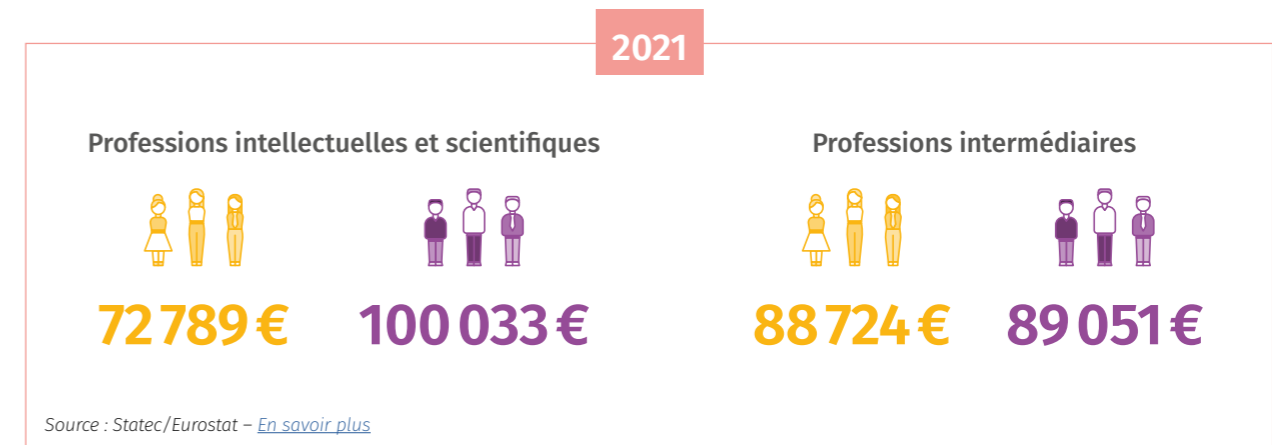 2021
Professions intellectuelles et scientifiques
72 789 €
100 033 €
Professions intermédiaires
88 724 €
89 051 €
Source : Statec/Eurostat – En savoir plus